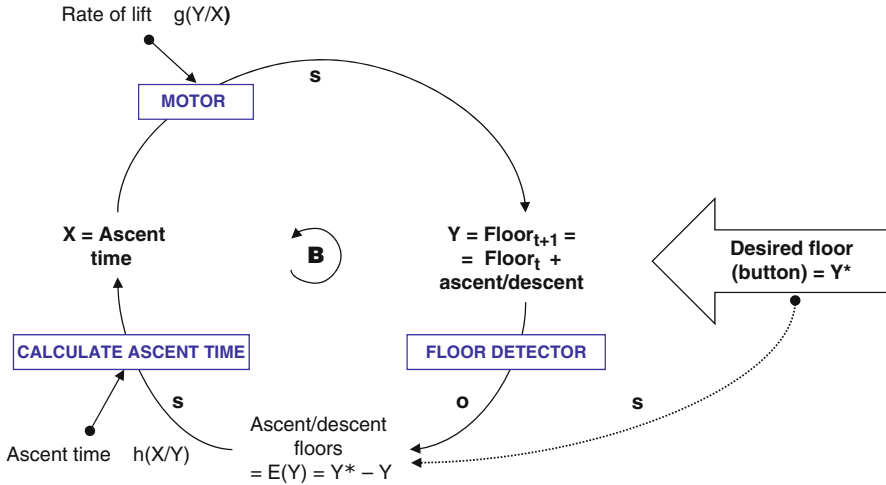 Rate of lift g(Y/X)
s
MOTOR
X = Ascent
time
B
Y = Floor_{t+1} =
= Floor_t +
ascent/descent
Desired floor
(button) = Y*
CALCULATE ASCENT TIME
FLOOR DETECTOR
s
o
s
Ascent/descent
floors
= E(Y) = Y* – Y
Ascent time h(X/Y)